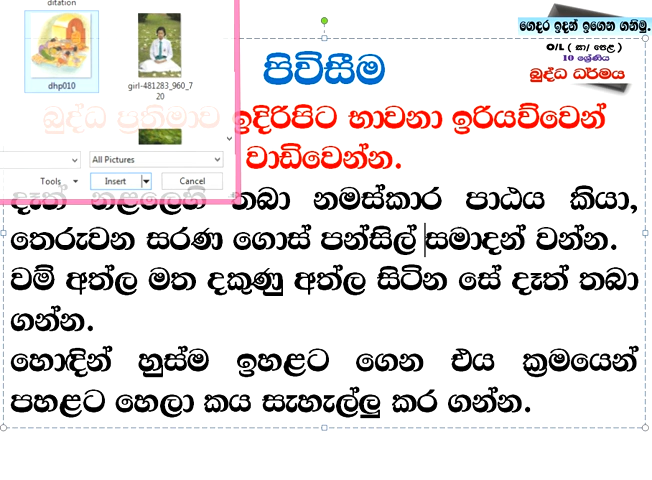 ditation
dhp010
girl-481283_960_7
20
All Pictures
Tools
Insert
Cancel
ගෙදර ඉදන් ඉගෙන ගනිමු.
O/L ( සා/ පෙළ )
10 ශ්‍රේණිය
බුද්ධ ධර්මය
පිවිසීම
බුද්ධ ප්‍රතිමාව ඉදිරිපිට භාවනා ඉරියව්වෙන්
වාඩිවෙන්න.
දෑත් නළලෙහි තබා නමස්කාර පාඨය කියා,
තෙරුවන සරණ ගොස් පන්සිල් සමාදන් වන්න.
වම් අත්ල මත දකුණු අත්ල සිටින සේ දෑත් තබා
ගන්න.
හොඳින් හුස්ම ඉහළට ගෙන එය ක්‍රමයෙන්
පහළට හෙලා කය සැහැල්ලු කර ගන්න.